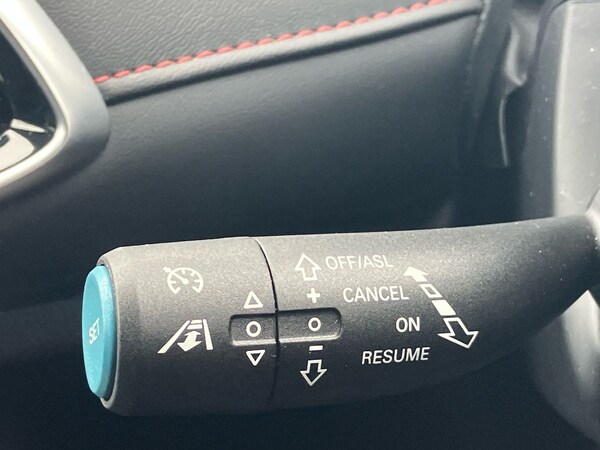 SET
OFF/ASL
+
CANCEL
ON
−
RESUME